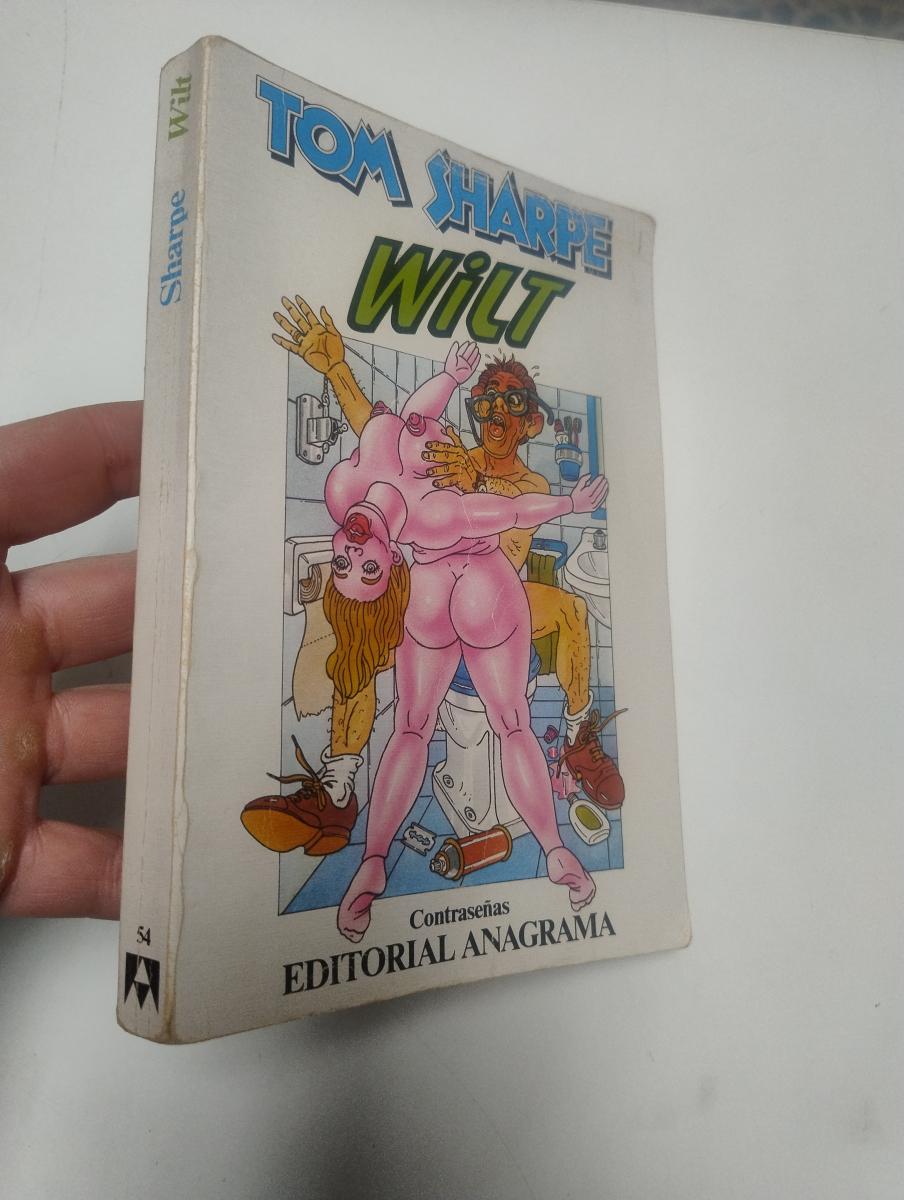 TOM SHARPE
WiLT
Contraseñas
EDITORIAL ANAGRAMA
Sharpe Wilt
54